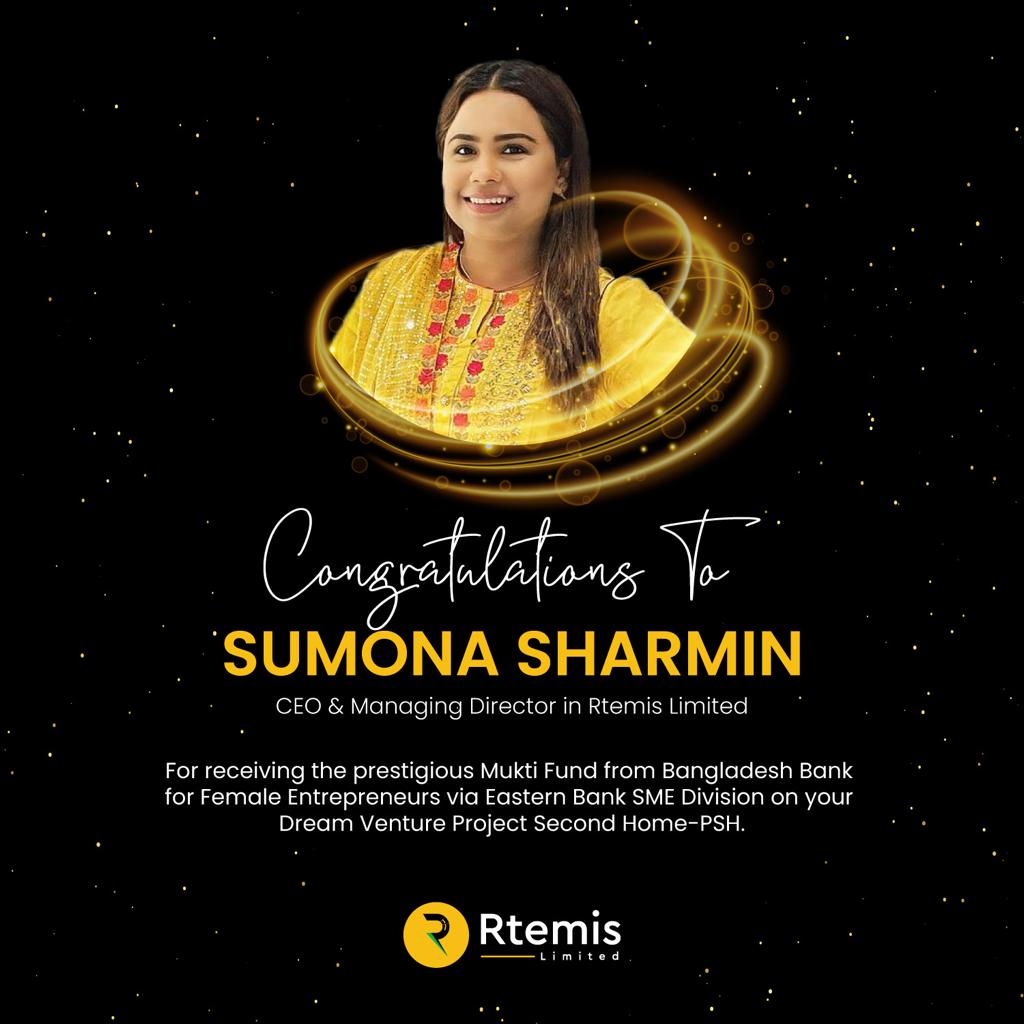 Congratulations To
SUMONA SHARMIN
CEO & Managing Director in Rtemis Limited
For receiving the prestigious Mukti Fund from Bangladesh Bank
for Female Entrepreneurs via Eastern Bank SME Division on your
Dream Venture Project Second Home-PSH.
Rtemis
Limited